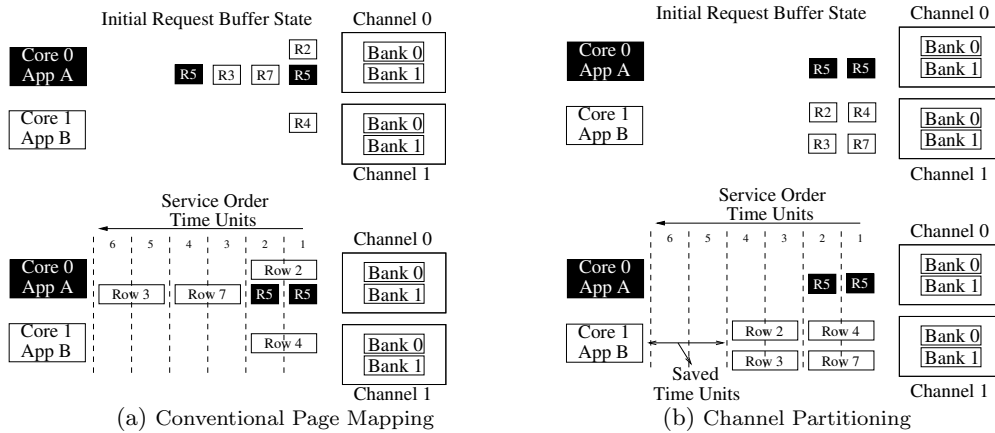 Initial Request Buffer State
Channel 0
Core 0
App A
R2
R5
R3
R7
R5
Bank 0
Bank 1
Core 1
App B
R4
Bank 0
Bank 1
Channel 1
Service Order
Time Units
6 5 4 3 2 1
Channel 0
Core 0
App A
Row 2
Row 3
Row 7
R5
R5
Bank 0
Bank 1
Core 1
App B
Row 4
Bank 0
Bank 1
Channel 1
(a) Conventional Page Mapping
Initial Request Buffer State
Channel 0
Core 0
App A
R5
R5
Bank 0
Bank 1
Core 1
App B
R2
R4
R3
R7
Bank 0
Bank 1
Channel 1
Service Order
Time Units
6 5 4 3 2 1
Channel 0
Core 0
App A
R5
R5
Bank 0
Bank 1
Core 1
App B
Row 2
Row 4
Row 3
Row 7
Saved
Time Units
Bank 0
Bank 1
Channel 1
(b) Channel Partitioning